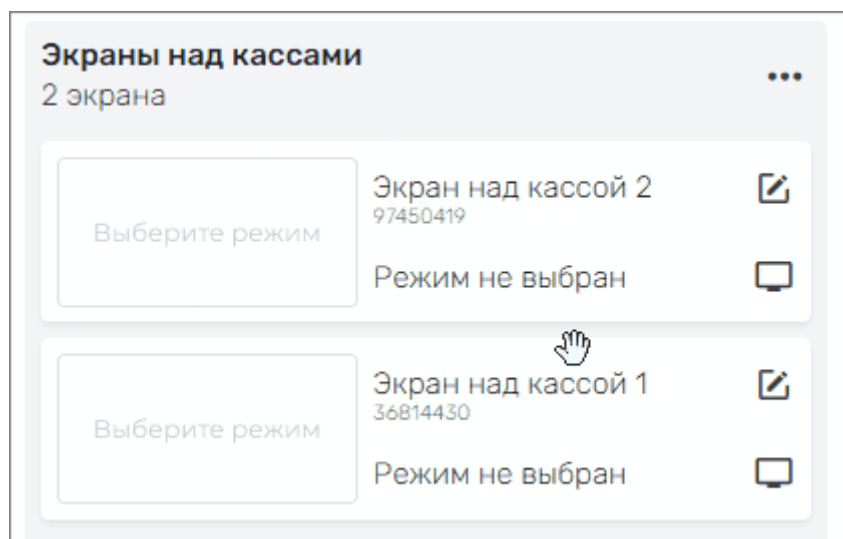 Экраны над кассами
2 экрана
Выберите режим
Экран над кассой 2
97450419
Режим не выбран
Выберите режим
Экран над кассой 1
36814430
Режим не выбран